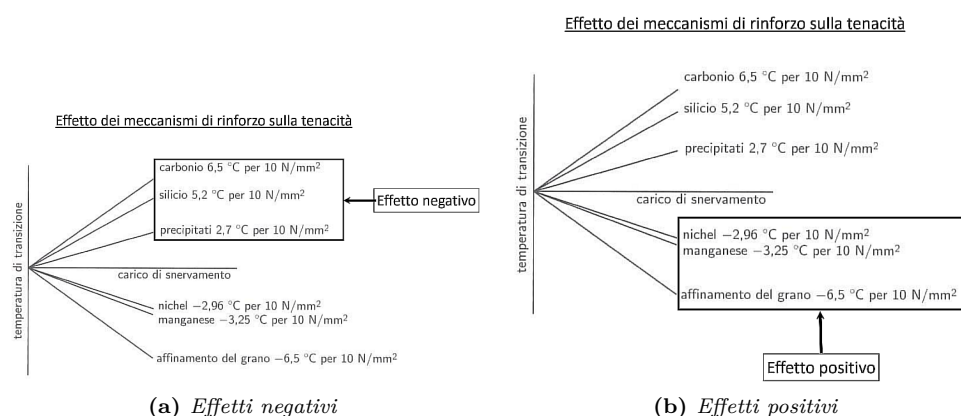 Effetto dei meccanismi di rinforzo sulla tenacità
temperatura di transizione
carbonio 6,5 °C per 10 N/mm²
silicio 5,2 °C per 10 N/mm²
precipitati 2,7 °C per 10 N/mm²
Effetto negativo
carico di snervamento
nichel −2,96 °C per 10 N/mm²
manganese −3,25 °C per 10 N/mm²
affinamento del grano −6,5 °C per 10 N/mm²
(a) Effetti negativi
Effetto dei meccanismi di rinforzo sulla tenacità
temperatura di transizione
carbonio 6,5 °C per 10 N/mm²
silicio 5,2 °C per 10 N/mm²
precipitati 2,7 °C per 10 N/mm²
carico di snervamento
nichel −2,96 °C per 10 N/mm²
manganese −3,25 °C per 10 N/mm²
affinamento del grano −6,5 °C per 10 N/mm²
Effetto positivo
(b) Effetti positivi